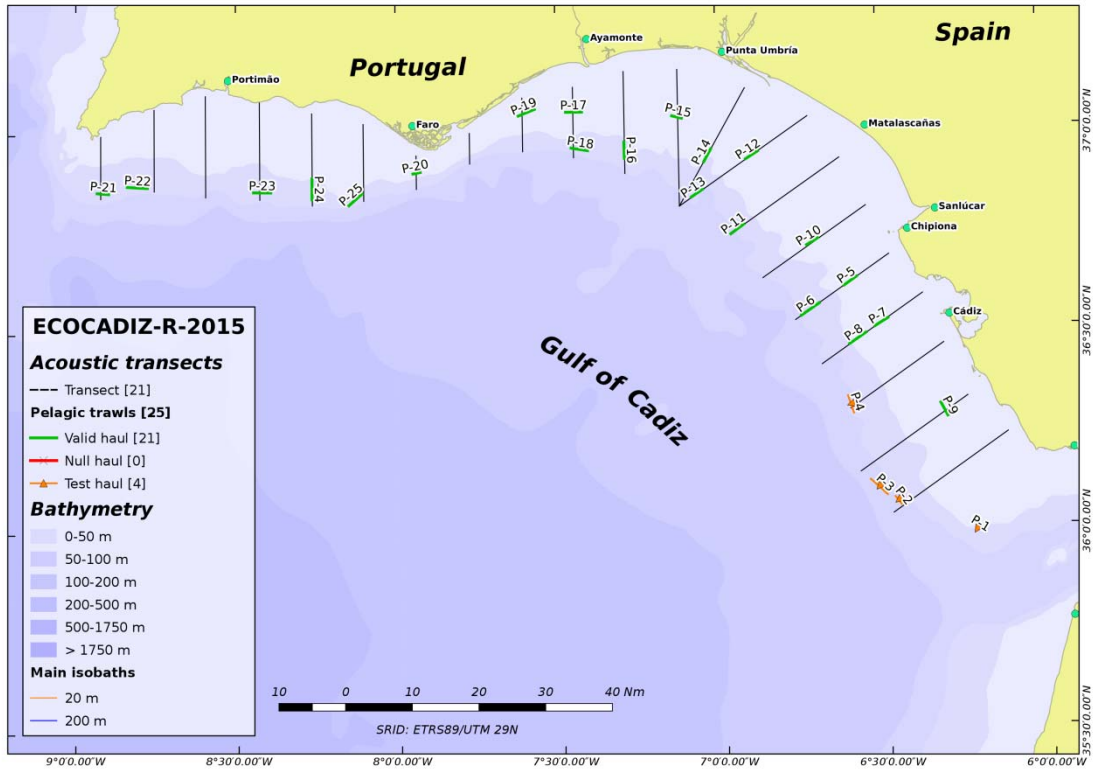 Spain
Ayamonte
Punta Umbría
Portugal
Portimão
P-19
P-17
P-15
Matalascañas
Faro
P-18
P-16
P-14
P-12
P-20
P-21
P-22
P-23
P-24
P-25
P-13
Sanlúcar
P-11
Chipiona
P-10
P-5
P-6
P-7
P-8
Cádiz
Gulf of Cadiz
P-4
P-9
P-3
P-2
P-1
ECOCADIZ-R-2015
Acoustic transects
Transect [21]
Pelagic trawls [25]
Valid haul [21]
Null haul [0]
Test haul [4]
Bathymetry
0-50 m
50-100 m
100-200 m
200-500 m
500-1750 m
> 1750 m
Main isobaths
20 m
200 m
10 0 10 20 30 40 Nm
SRID: ETRS89/UTM 29N
37°0'0.00"N
36°30'0.00"N
36°0'0.00"N
35°30'0.00"N
9°0'0.00"W 8°30'0.00"W 8°0'0.00"W 7°30'0.00"W 7°0'0.00"W 6°30'0.00"W 6°0'0.00"W